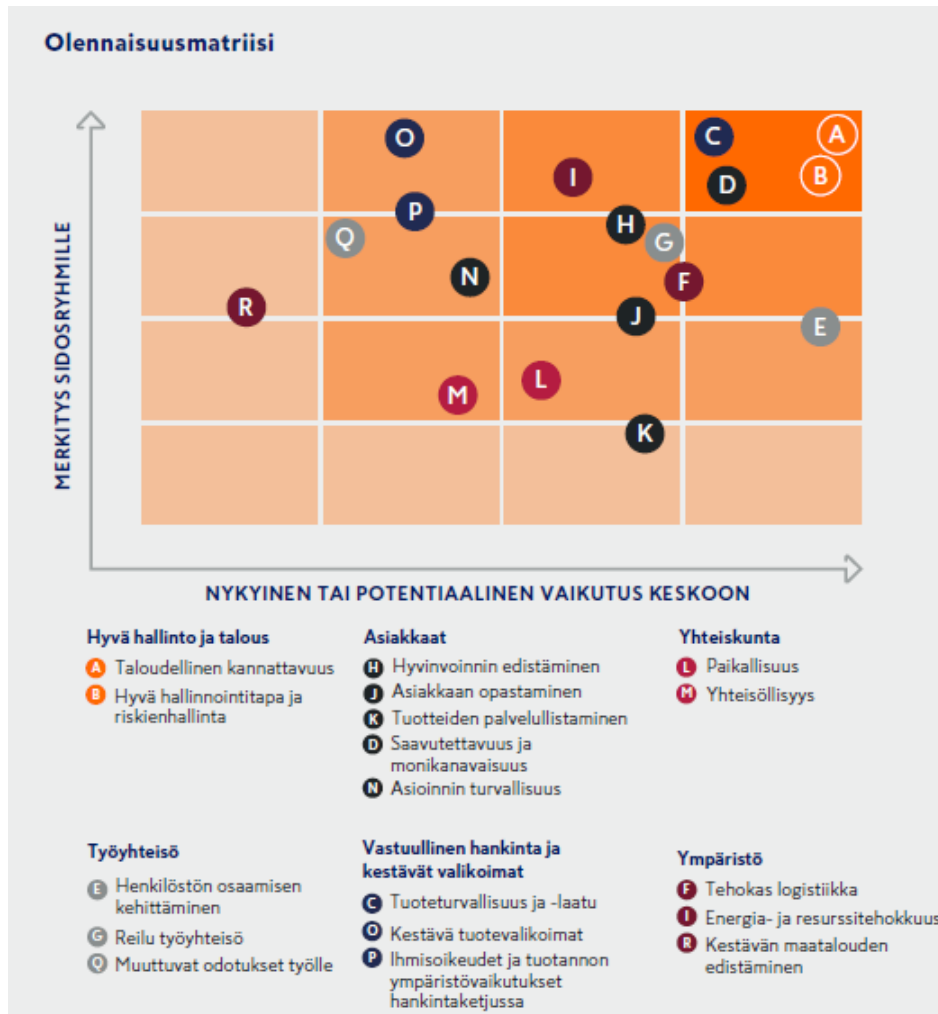 Olennaisuusmatriisi
MERKITYS SIDOSRYHMILLE
O
C
A
I
D
B
P
Q
H
G
N
F
R
J
E
M
L
K
NYKYINEN TAI POTENTIAALINEN VAIKUTUS KESKOON
Hyvä hallinto ja talous
A Taloudellinen kannattavuus
B Hyvä hallinnointitapa ja
riskienhallinta
Asiakkaat
H Hyvinvoinnin edistäminen
J Asiakkaan opastaminen
K Tuotteiden palvelullistaminen
D Saavutettavuus ja
monikanavaisuus
N Asioinnin turvallisuus
Yhteiskunta
L Paikallisuus
M Yhteisöllisyys
Työyhteisö
E Henkilöstön osaamisen
kehittäminen
G Reilu työyhteisö
Q Muuttuvat odotukset työlle
Vastuullinen hankinta ja
kestävät valikoimat
C Tuoteturvallisuus ja -laatu
O Kestävä tuotevalikoimat
P Ihmisoikeudet ja tuotannon
ympäristövaikutukset
hankintaketjussa
Ympäristö
F Tehokas logistiikka
I Energia- ja resurssitehokkuus
R Kestävän maatalouden
edistäminen